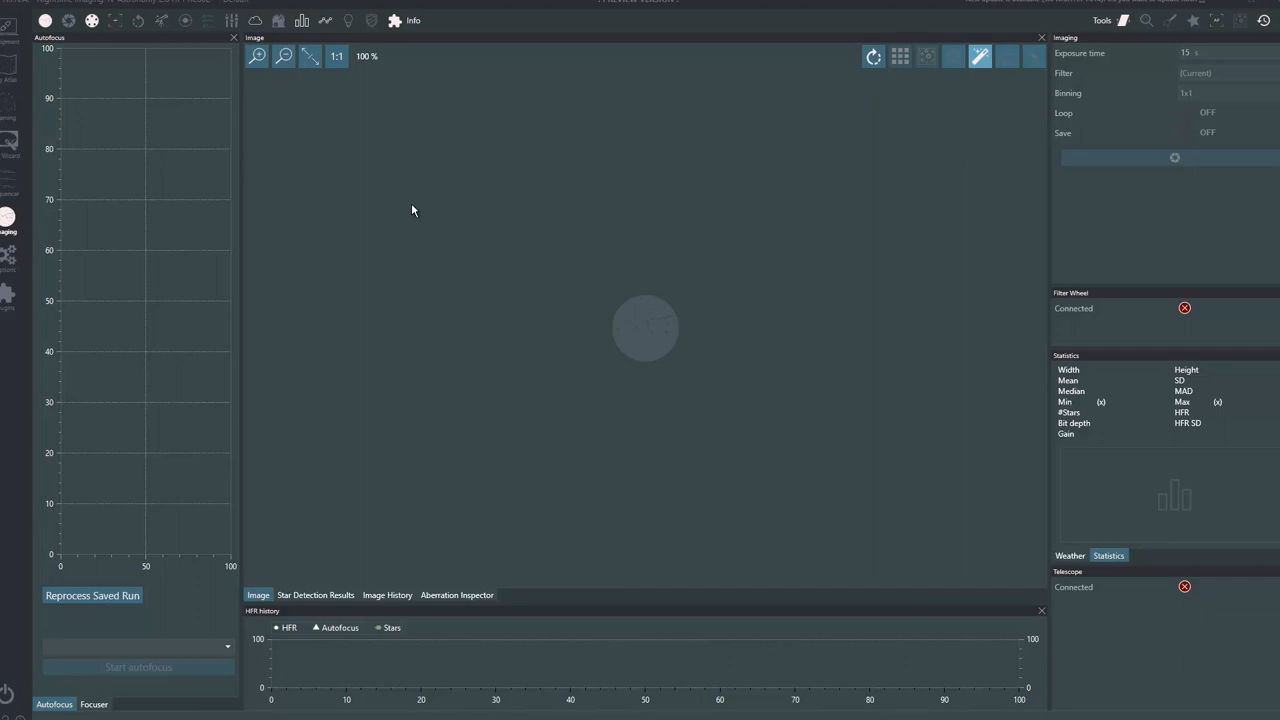 Info
Tools
Autofocus
Image
Imaging
100
90
80
70
60
50
40
30
20
10
0
0 50 100
Reprocess Saved Run
Start autofocus
Autofocus Focuser
1:1 100 %
Image Star Detection Results Image History Aberration Inspector
HFR history
HFR Autofocus Stars
100 100
0 0
0 10 20 30 40 50 60 70 80 90 100
Exposure time 15 s
Filter (Current)
Binning 1x1
Loop OFF
Save OFF
Filter Wheel
Connected
Statistics
Width Height
Mean SD
Median MAD
Min (x) Max (x)
#Stars HFR
Bit depth HFR SD
Gain
Weather Statistics
Telescope
Connected